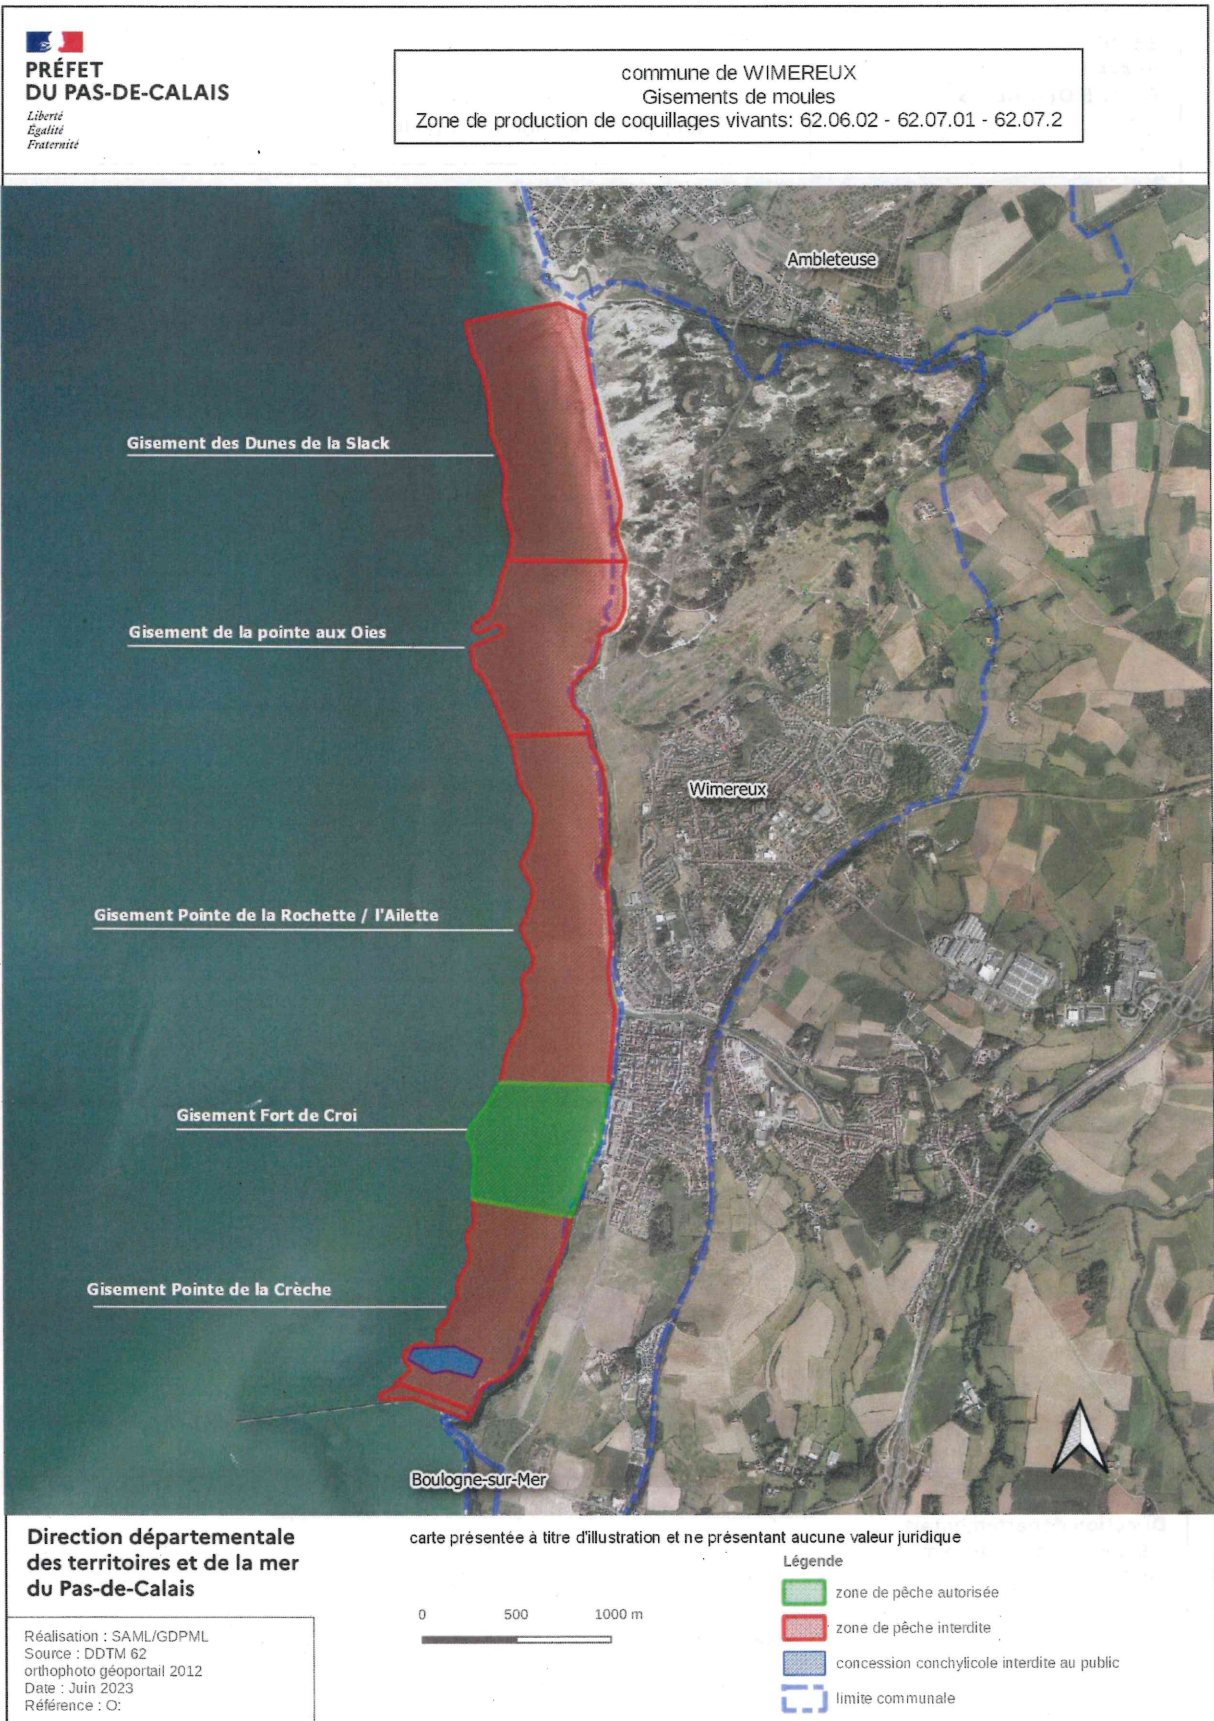 PRÉFET
DU PAS-DE-CALAIS
Liberté
Égalité
Fraternité
commune de WIMEREUX
Gisements de moules
Zone de production de coquillages vivants: 62.06.02 - 62.07.01 - 62.07.2
Ambleteuse
Gisement des Dunes de la Slack
Gisement de la pointe aux Oies
Wimereux
Gisement Pointe de la Rochette / l'Ailette
Gisement Fort de Croi
Gisement Pointe de la Crèche
Boulogne-sur-Mer
Direction départementale
des territoires et de la mer
du Pas-de-Calais
carte présentée à titre d'illustration et ne présentant aucune valeur juridique
Légende
zone de pêche autorisée
zone de pêche interdite
concession conchylicole interdite au public
limite communale
0 500 1000 m
Réalisation : SAML/GDPML
Source : DDTM 62
orthophoto géoportail 2012
Date : Juin 2023
Référence : O: